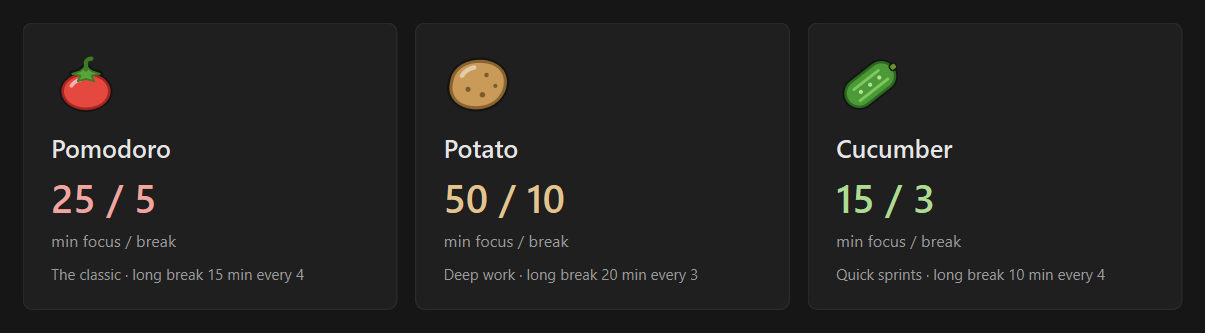 Pomodoro
25 / 5
min focus / break
The classic · long break 15 min every 4
Potato
50 / 10
min focus / break
Deep work · long break 20 min every 3
Cucumber
15 / 3
min focus / break
Quick sprints · long break 10 min every 4